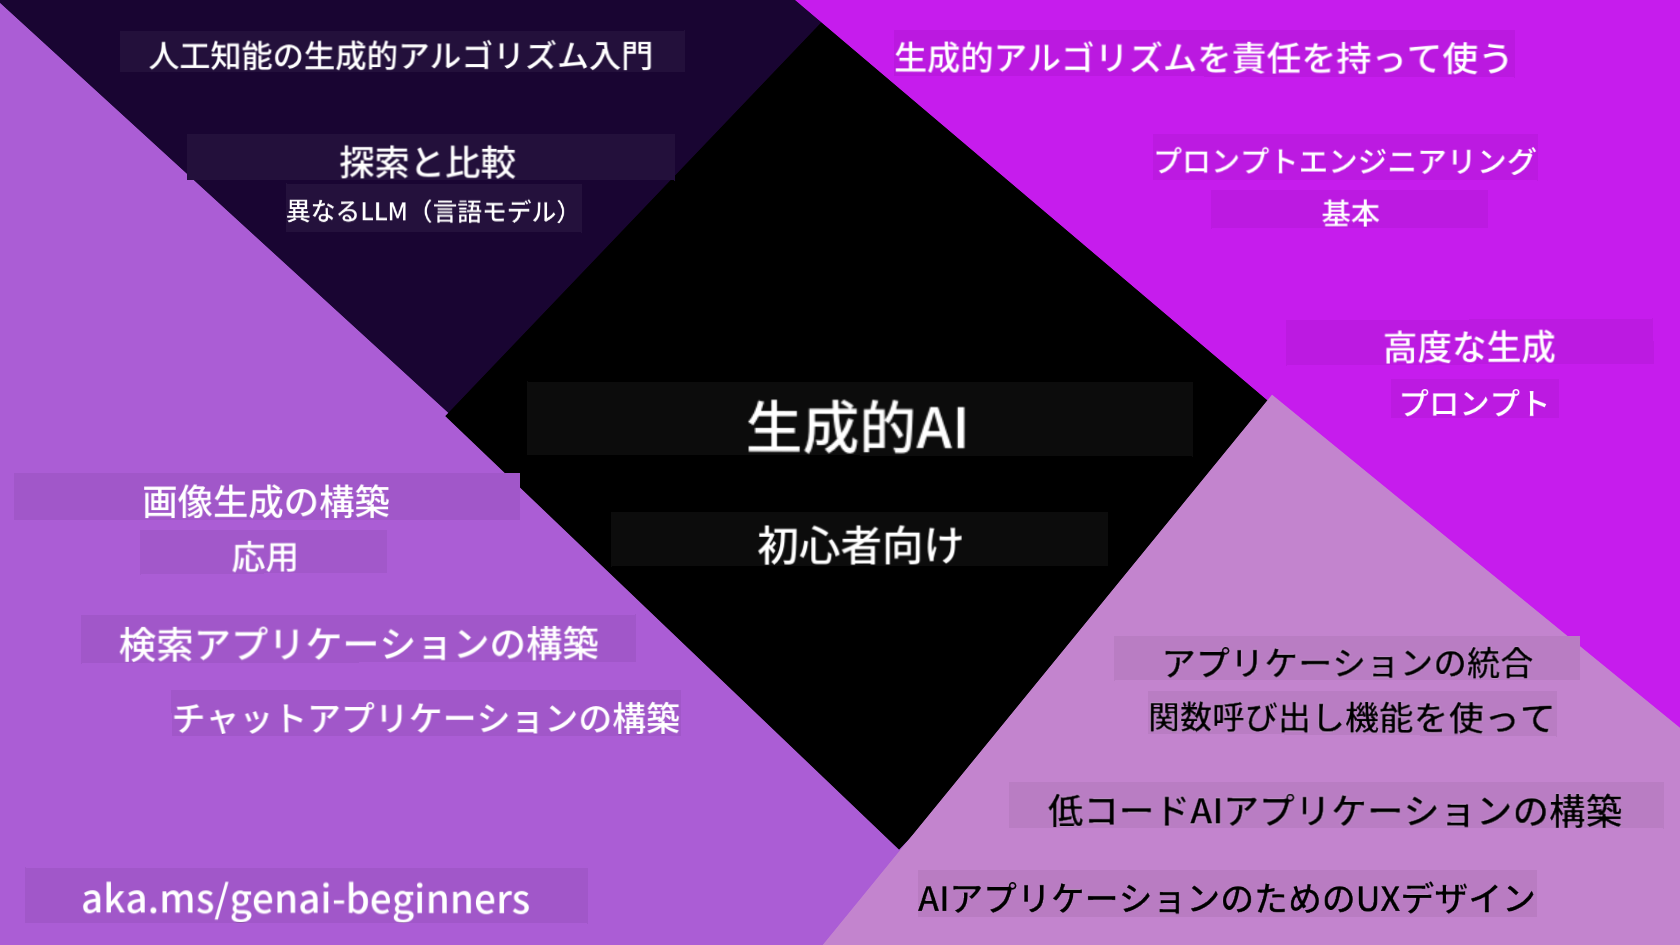 人工知能の生成的アルゴリズム入門
探索と比較
異なるLLM（言語モデル）
生成的アルゴリズムを責任を持って使う
プロンプトエンジニアリング
基本
高度な生成
プロンプト
生成的AI
初心者向け
画像生成の構築
応用
検索アプリケーションの構築
チャットアプリケーションの構築
aka.ms/genai-beginners
アプリケーションの統合
関数呼び出し機能を使って
低コードAIアプリケーションの構築
AIアプリケーションのためのUXデザイン